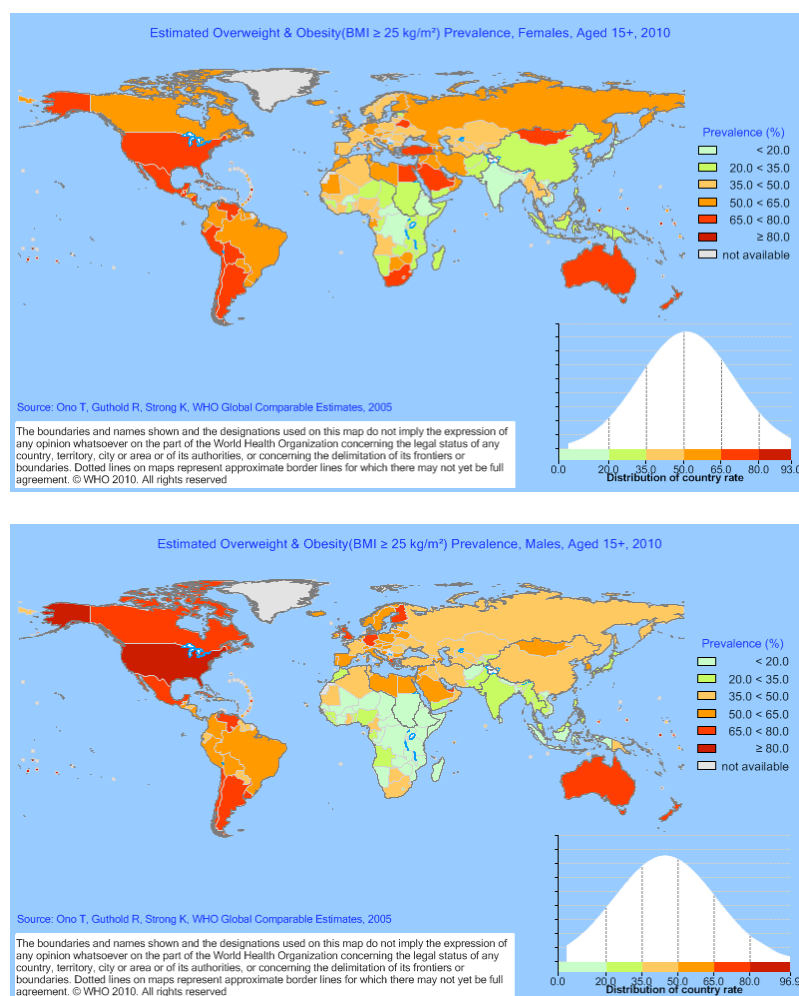 Estimated Overweight & Obesity(BMI ≥ 25 kg/m²) Prevalence, Females, Aged 15+, 2010
Prevalence (%)
< 20.0
20.0 < 35.0
35.0 < 50.0
50.0 < 65.0
65.0 < 80.0
≥ 80.0
not available
Source: Ono T, Guthold R, Strong K, WHO Global Comparable Estimates, 2005
The boundaries and names shown and the designations used on this map do not imply the expression of
any opinion whatsoever on the part of the World Health Organization concerning the legal status of any
country, territory, city or area or of its authorities, or concerning the delimitation of its frontiers or
boundaries. Dotted lines on maps represent approximate border lines for which there may not yet be full
agreement. © WHO 2010. All rights reserved
0.0 20.0 35.0 50.0 65.0 80.0 93.0
Distribution of country rate
Estimated Overweight & Obesity(BMI ≥ 25 kg/m²) Prevalence, Males, Aged 15+, 2010
Prevalence (%)
< 20.0
20.0 < 35.0
35.0 < 50.0
50.0 < 65.0
65.0 < 80.0
≥ 80.0
not available
Source: Ono T, Guthold R, Strong K, WHO Global Comparable Estimates, 2005
The boundaries and names shown and the designations used on this map do not imply the expression of
any opinion whatsoever on the part of the World Health Organization concerning the legal status of any
country, territory, city or area or of its authorities, or concerning the delimitation of its frontiers or
boundaries. Dotted lines on maps represent approximate border lines for which there may not yet be full
agreement. © WHO 2010. All rights reserved
0.0 20.0 35.0 50.0 65.0 80.0 96.9
Distribution of country rate